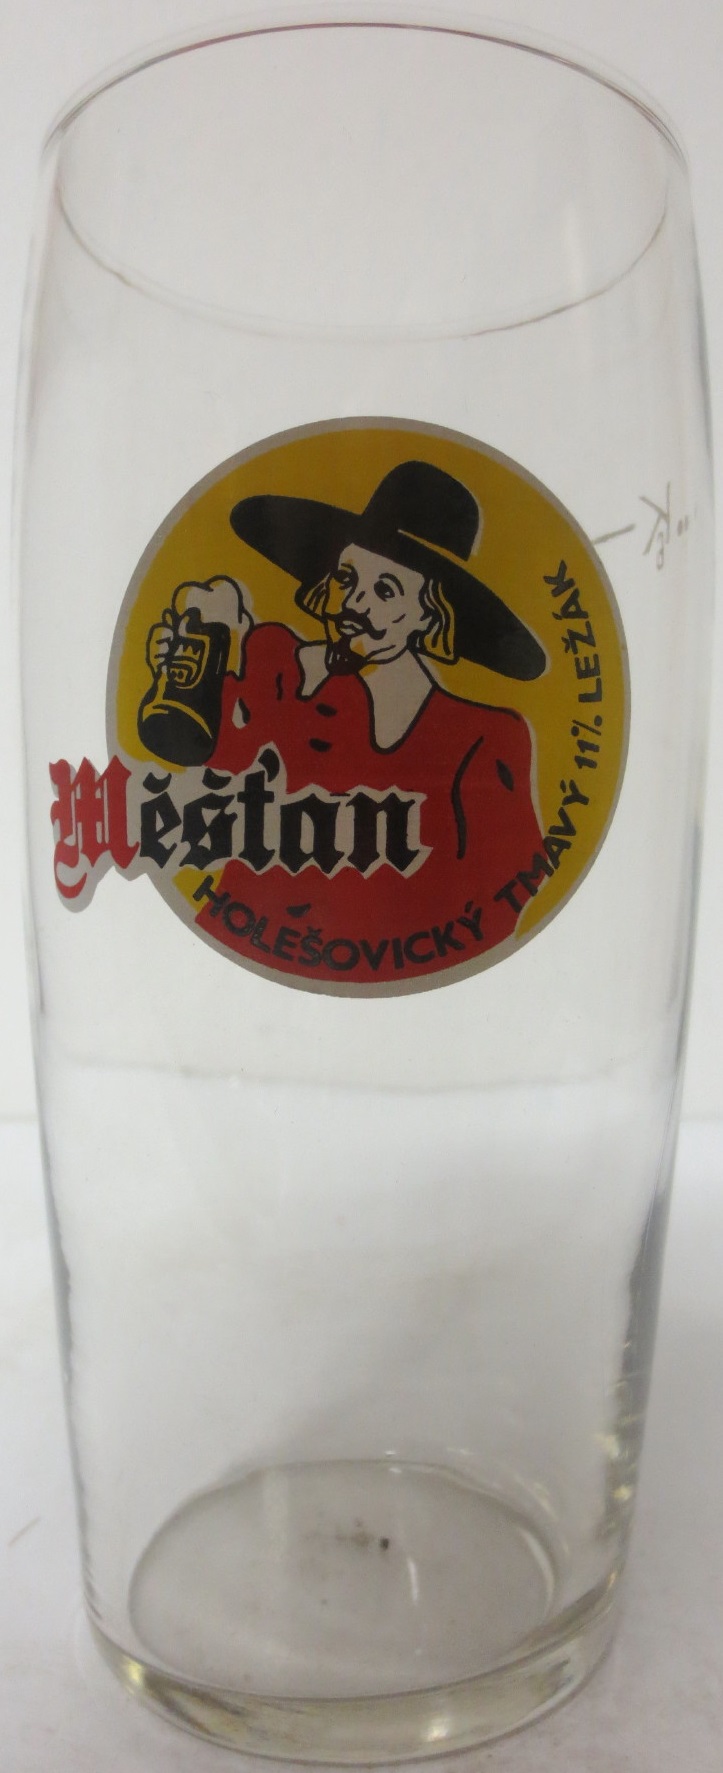 Měšťan
HOLEŠOVICKÝ TMAVÝ 11% LEŽÁK